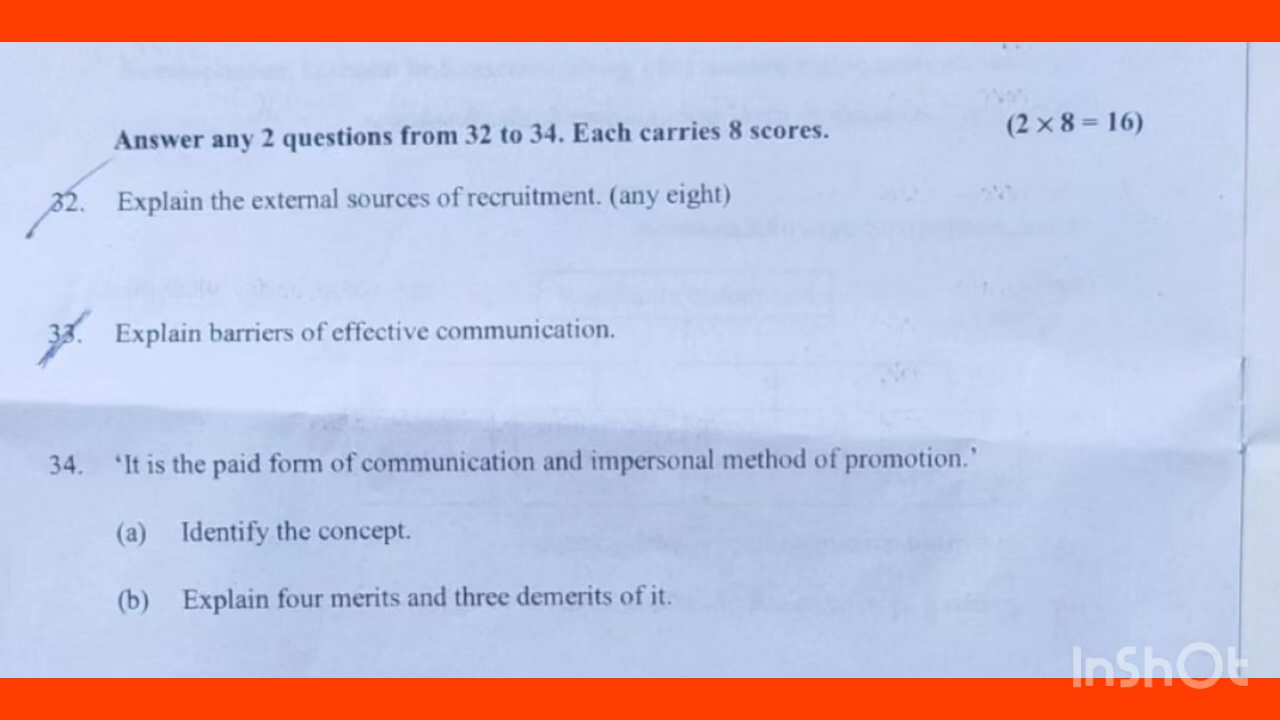 Answer any 2 questions from 32 to 34. Each carries 8 scores. (2 × 8 = 16)
32. Explain the external sources of recruitment. (any eight)
33. Explain barriers of effective communication.
34. ‘It is the paid form of communication and impersonal method of promotion.’
(a) Identify the concept.
(b) Explain four merits and three demerits of it.
InShOt